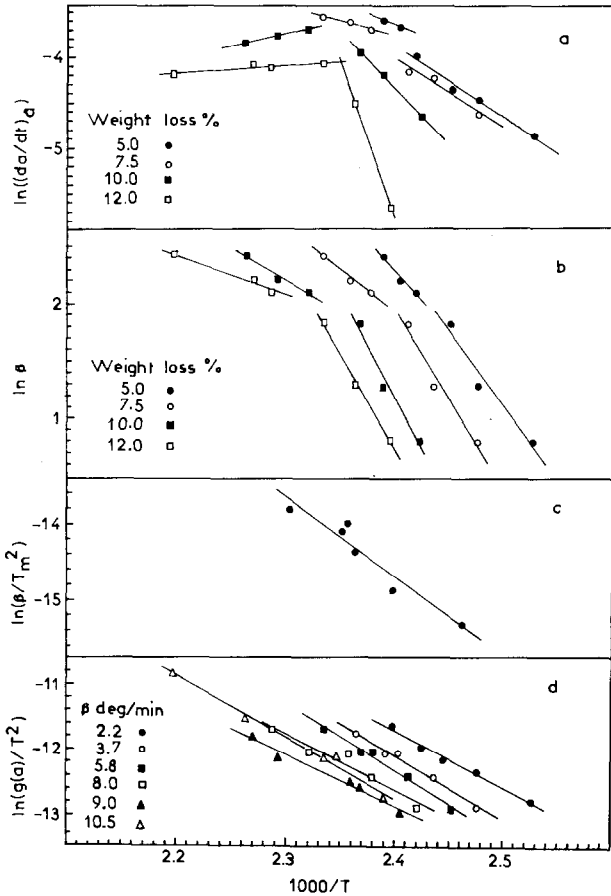 a
-4
-5
ln((da/dt)a)
Weight loss %
5.0
7.5
10.0
12.0
b
2
1
ln β
Weight loss %
5.0
7.5
10.0
12.0
c
-14
-15
ln(β/Tm²)
d
-11
-12
-13
ln(g(a)/T²)
β deg/min
2.2
3.7
5.8
8.0
9.0
10.5
2.2
2.3
2.4
2.5
1000/T